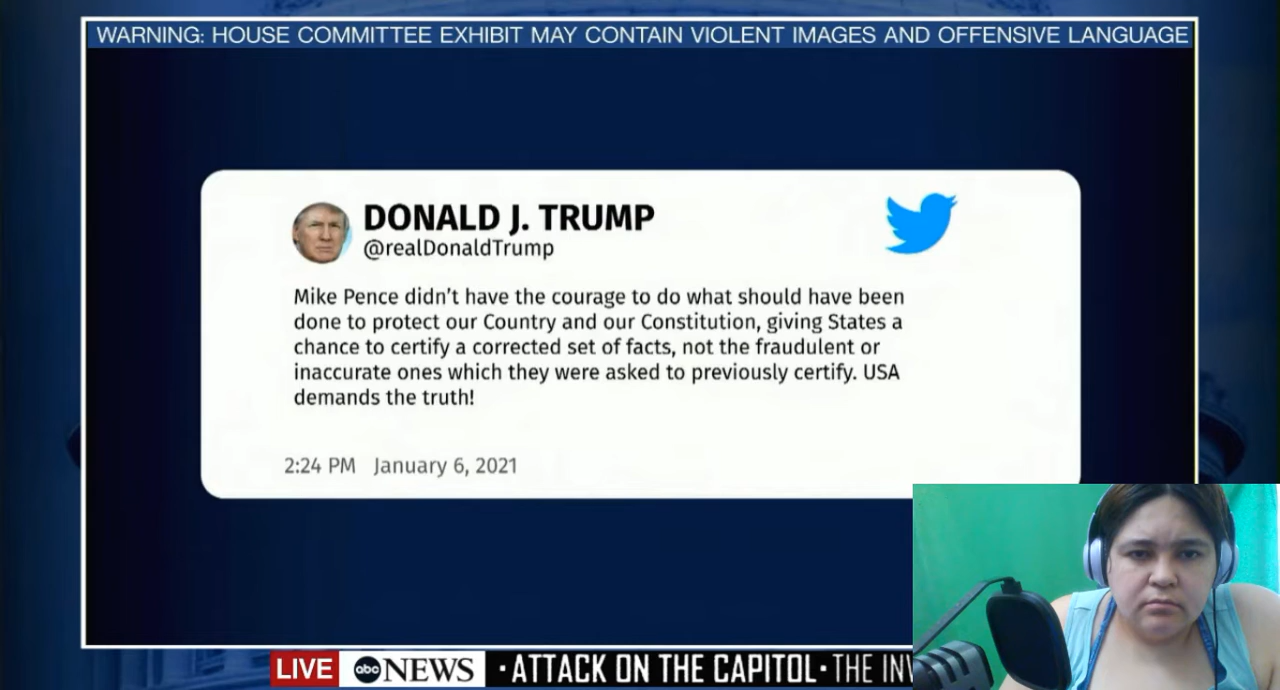 WARNING: HOUSE COMMITTEE EXHIBIT MAY CONTAIN VIOLENT IMAGES AND OFFENSIVE LANGUAGE
DONALD J. TRUMP
@realDonaldTrump
Mike Pence didn't have the courage to do what should have been
done to protect our Country and our Constitution, giving States a
chance to certify a corrected set of facts, not the fraudulent or
inaccurate ones which they were asked to previously certify. USA
demands the truth!
2:24 PM January 6, 2021
LIVE abc NEWS · ATTACK ON THE CAPITOL · THE